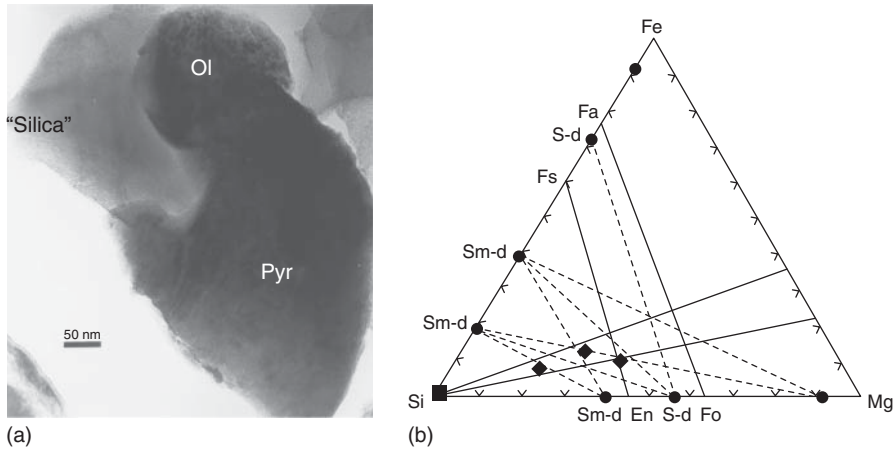 Ol
"Silica"
Pyr
50 nm
(a)
Fe
Fa
S-d
Fs
Sm-d
Sm-d
Si
Mg
Sm-d En S-d Fo
(b)